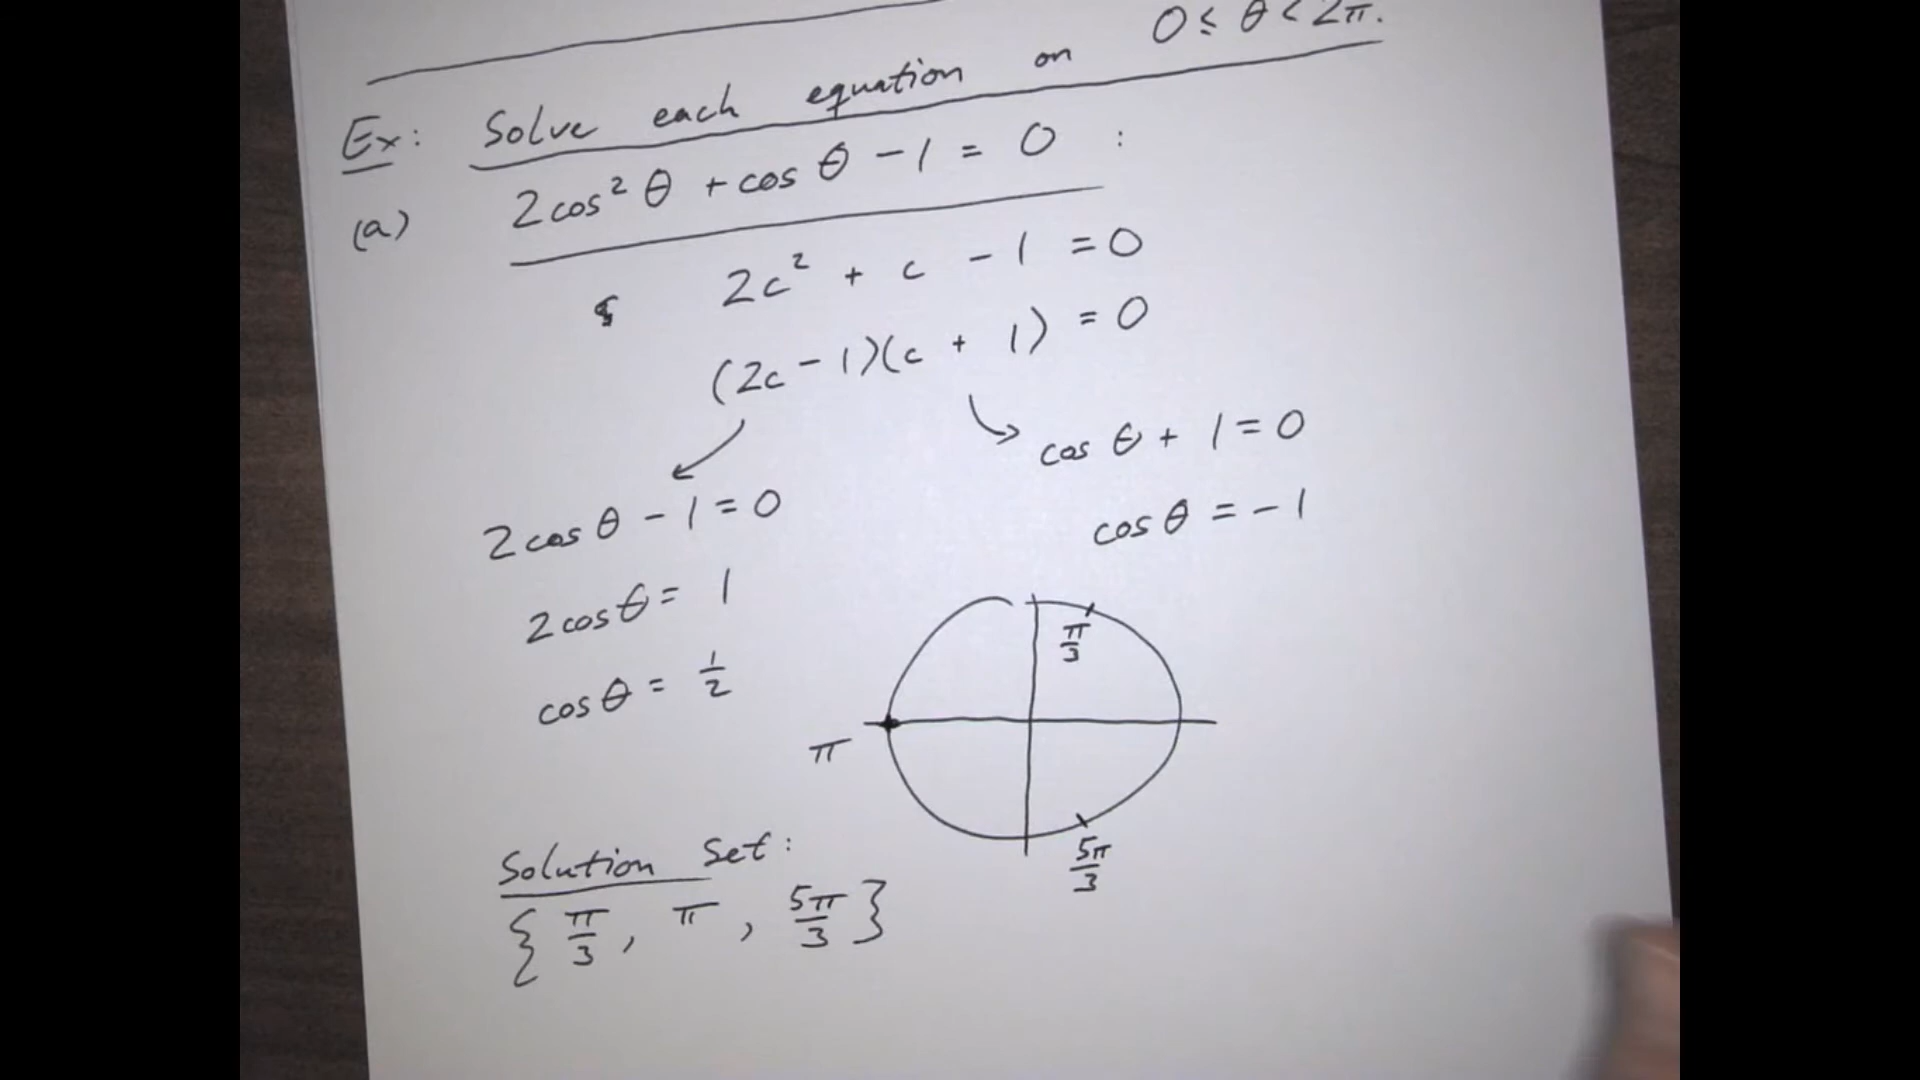 Ex: Solve each equation on 0 ≤ θ < 2π.
(a) 2cos² θ + cos θ - 1 = 0 :
2c² + c - 1 = 0
(2c - 1)(c + 1) = 0
cos θ + 1 = 0
cos θ = -1
2cos θ - 1 = 0
2cos θ = 1
cos θ = 1/2
π/3
π
5π/3
Solution Set:
{ π/3, π, 5π/3 }